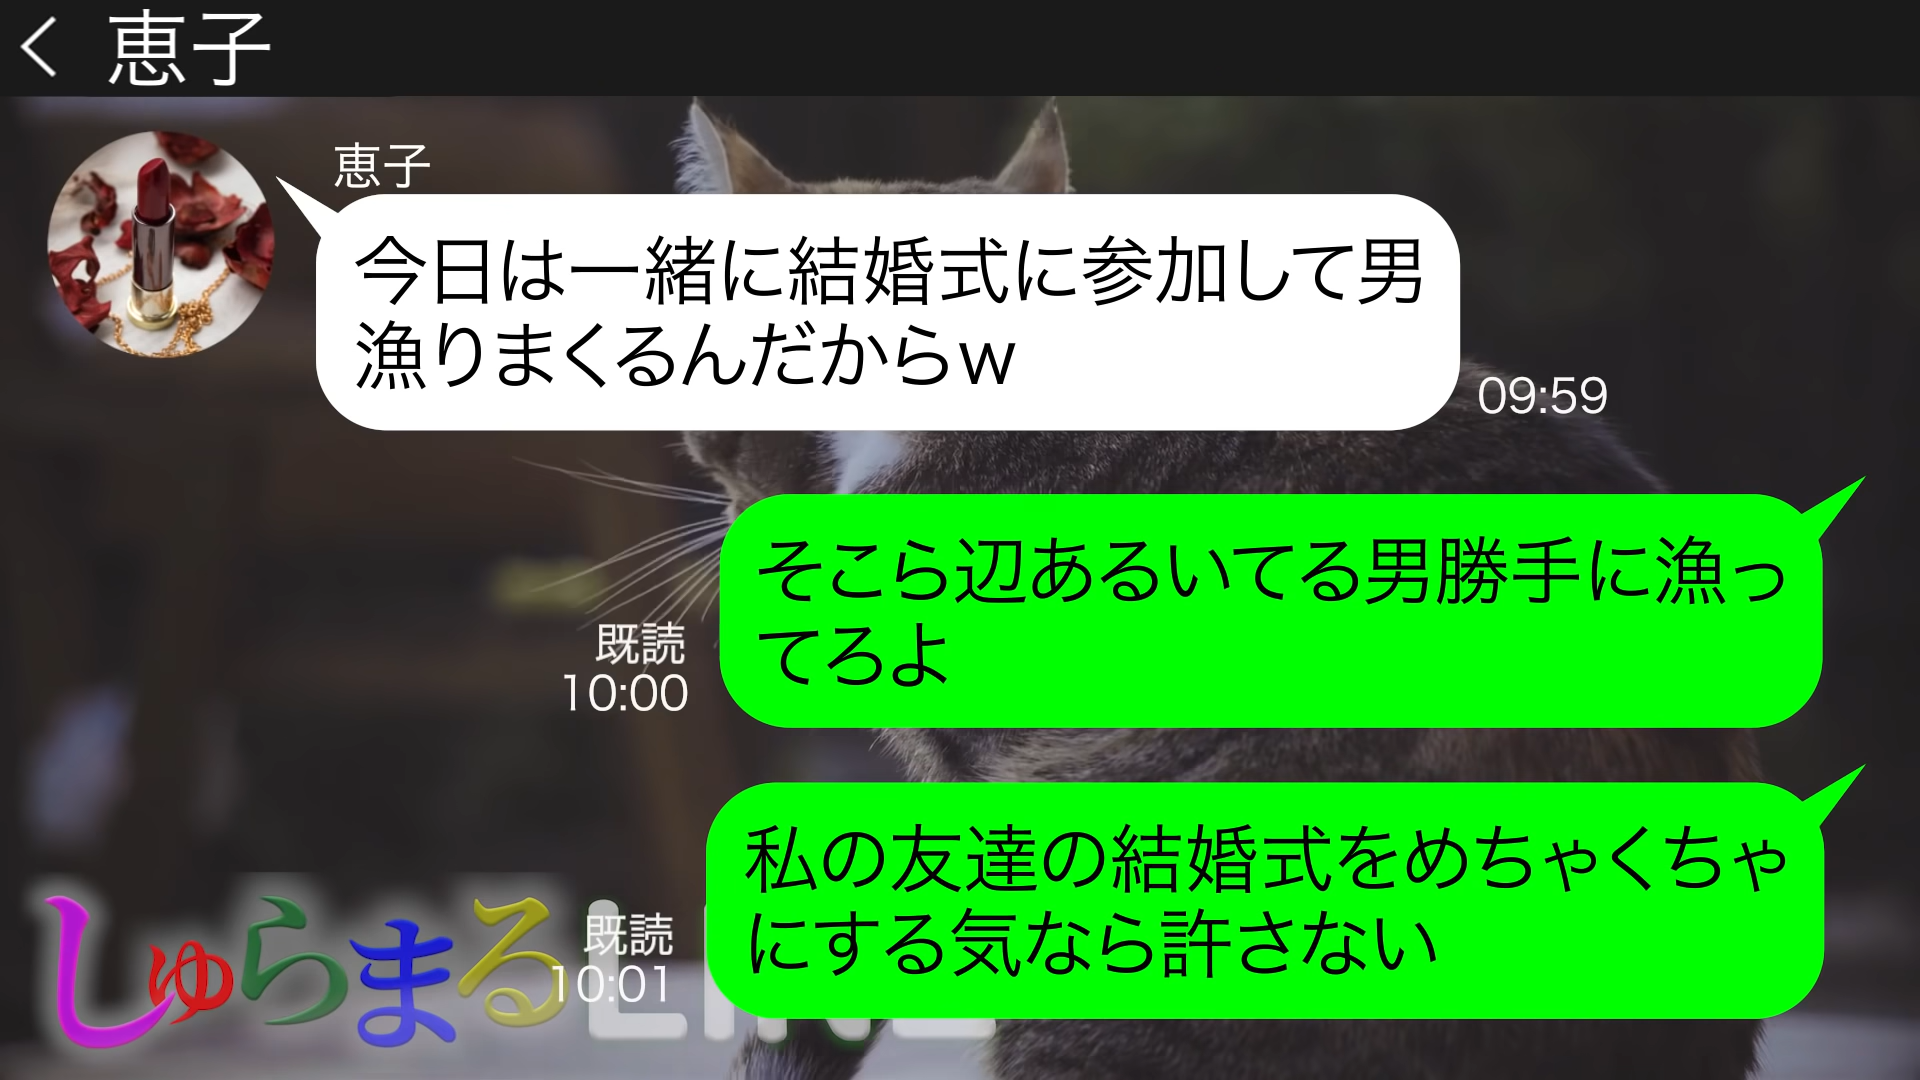 恵子
恵子
今日は一緒に結婚式に参加して男
漁りまくるんだからw
09:59
そこら辺あるいてる男勝手に漁っ
てろよ
既読
10:00
私の友達の結婚式をめちゃくちゃ
にする気なら許さない
既読
10:01
しゅらまるLINE